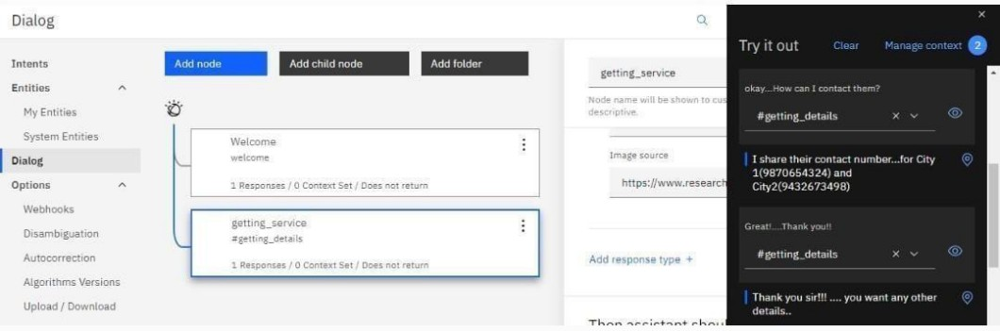 Dialog
Intents
Entities
My Entities
System Entities
Dialog
Options
Webhooks
Disambiguation
Autocorrection
Algorithms Versions
Upload / Download
Add node
Add child node
Add folder
Welcome
welcome
1 Responses / 0 Context Set / Does not return
getting_service
#getting_details
1 Responses / 0 Context Set / Does not return
getting_service
Node name will be shown to cus
descriptive.
Image source
https://www.research
Add response type +
Then assistant shou
Try it out
Clear
Manage context 2
okay...How can I contact them?
#getting_details
I share their contact number...for City
1(9870654324) and
City2(9432673498)
Great!....Thank you!!
#getting_details
Thank you sir!!! .... you want any other
details..